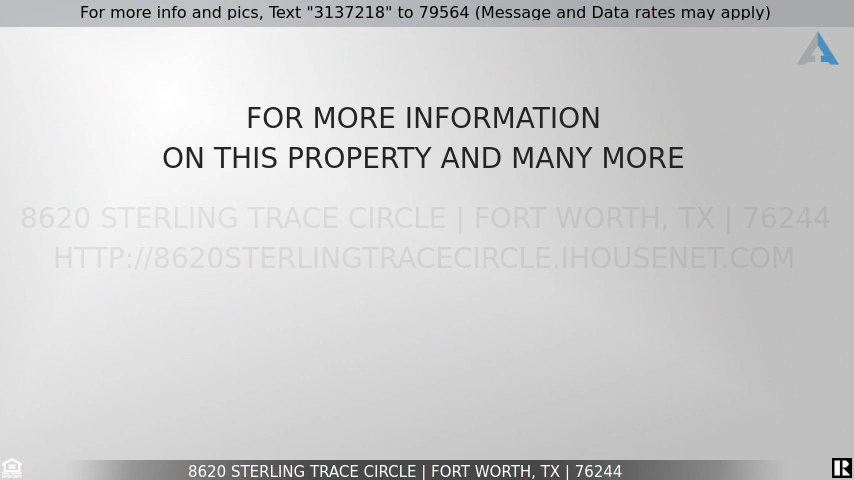 For more info and pics, Text "3137218" to 79564 (Message and Data rates may apply)
FOR MORE INFORMATION
ON THIS PROPERTY AND MANY MORE
8620 STERLING TRACE CIRCLE | FORT WORTH, TX | 76244
HTTP://8620STERLINGTRACECIRCLE.IHOUSENET.COM
8620 STERLING TRACE CIRCLE | FORT WORTH, TX | 76244